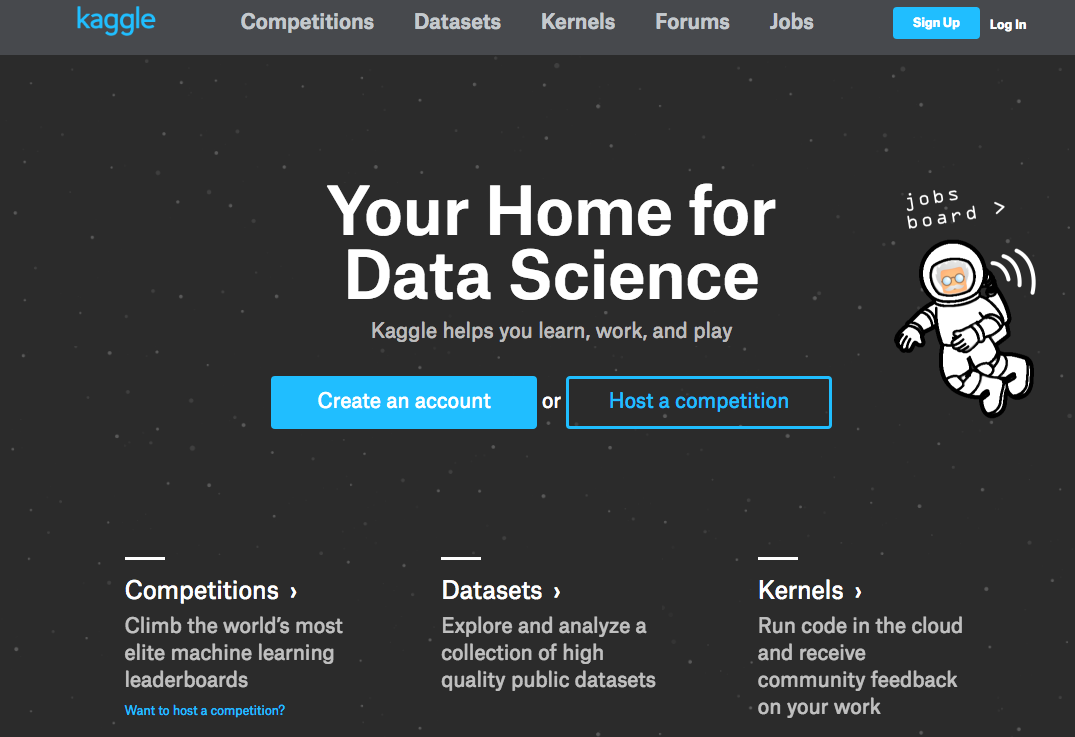 kaggle Competitions Datasets Kernels Forums Jobs Sign Up Log In
jobs
board >
Your Home for
Data Science
Kaggle helps you learn, work, and play
Create an account or Host a competition
Competitions ›
Climb the world’s most
elite machine learning
leaderboards
Want to host a competition?
Datasets ›
Explore and analyze a
collection of high
quality public datasets
Kernels ›
Run code in the cloud
and receive
community feedback
on your work